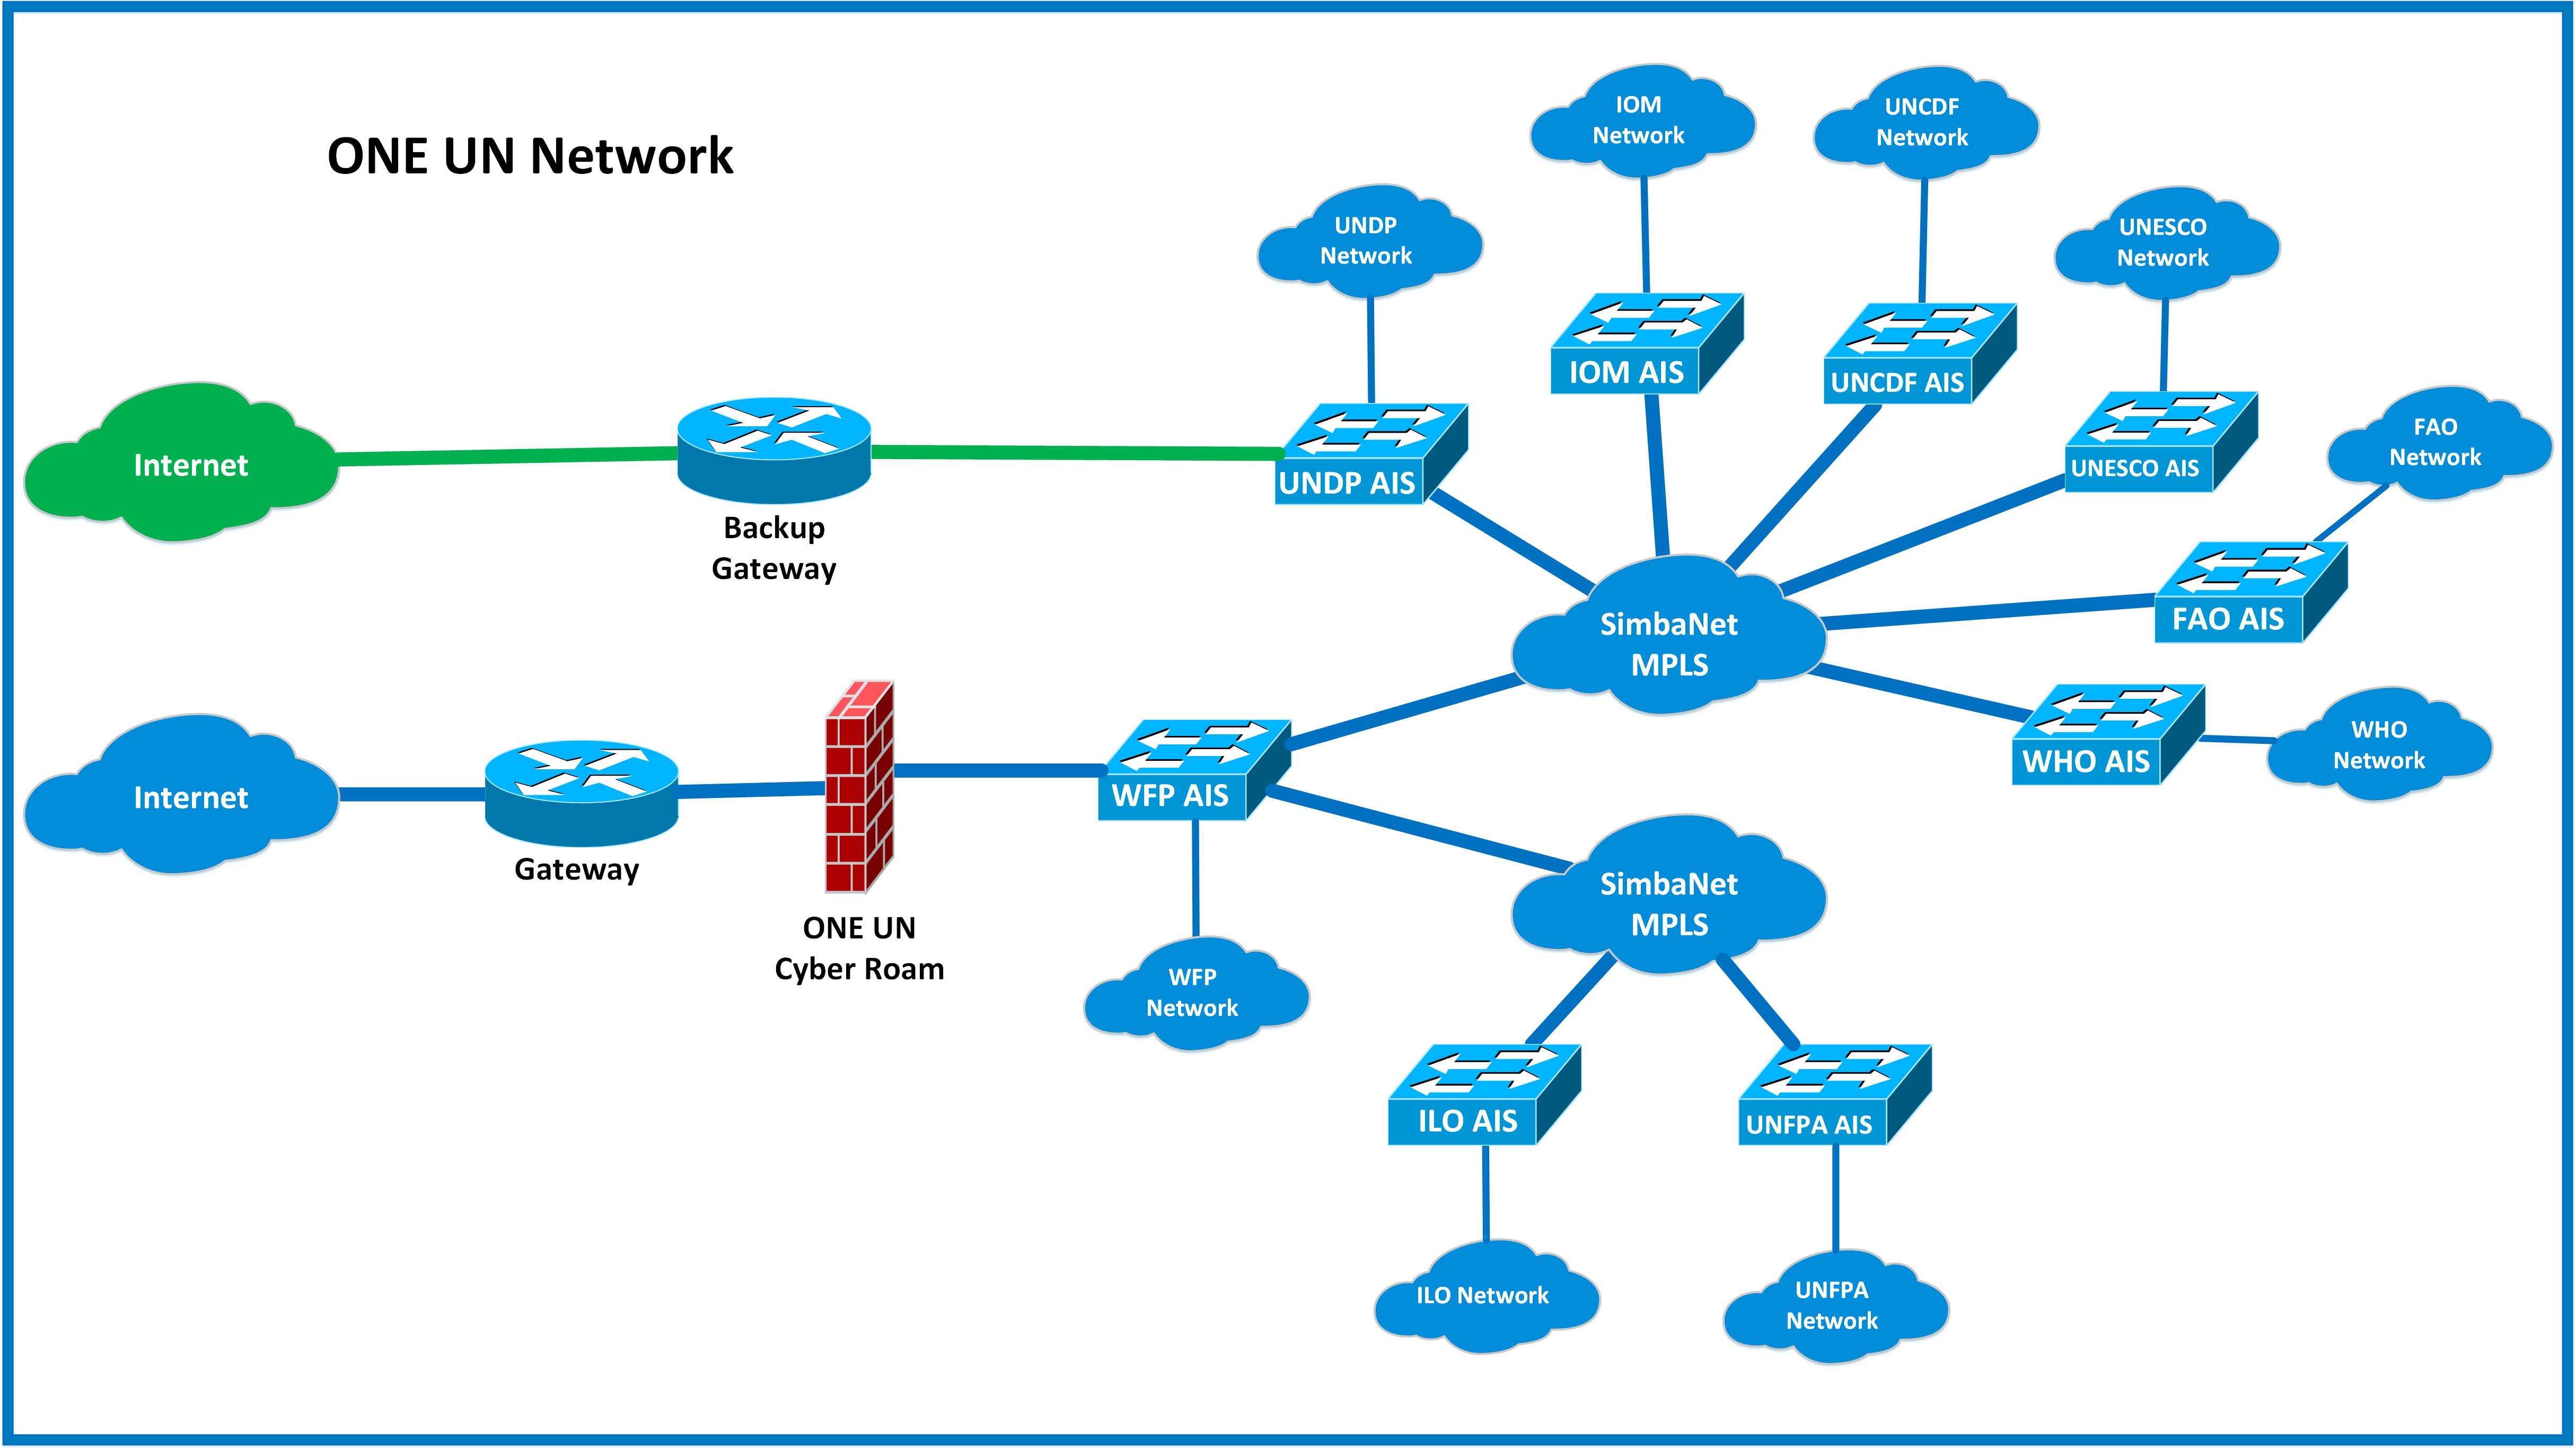 ONE UN Network
IOM
Network
UNCDF
Network
UNDP
Network
UNESCO
Network
IOM AIS
UNCDF AIS
FAO
Network
Internet
UNDP AIS
UNESCO AIS
Backup
Gateway
SimbaNet
MPLS
FAO AIS
WHO
Network
Internet
WFP AIS
WHO AIS
Gateway
ONE UN
Cyber Roam
SimbaNet
MPLS
WFP
Network
ILO AIS
UNFPA AIS
ILO Network
UNFPA
Network